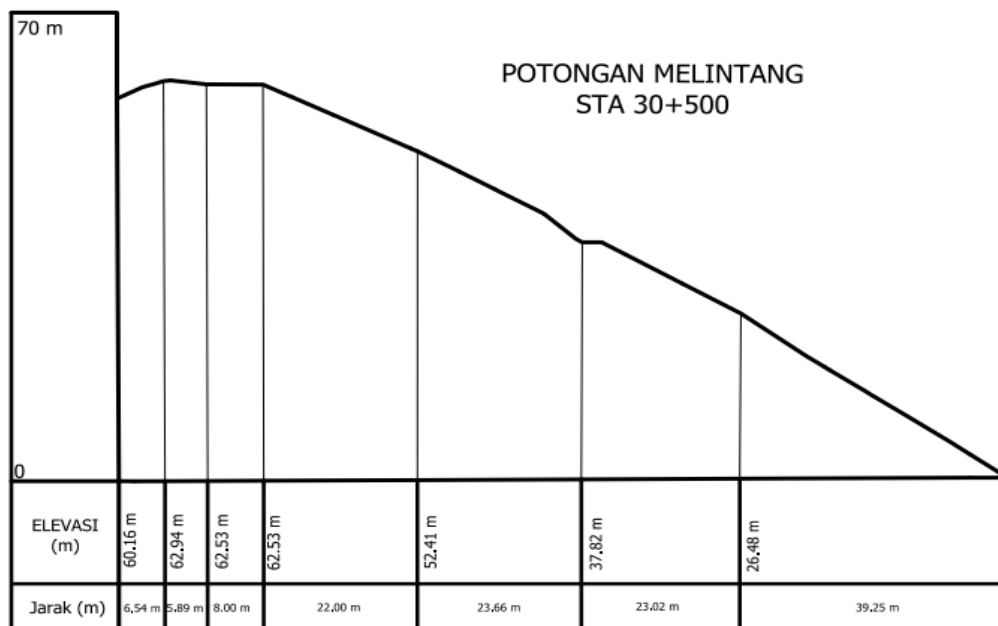 70 m
POTONGAN MELINTANG
STA 30+500
0
ELEVASI
(m)
60.16 m
62.94 m
62.53 m
62.53 m
52.41 m
37.82 m
26.48 m
Jarak (m)
6,54 m
5.89 m
8.00 m
22.00 m
23.66 m
23.02 m
39.25 m